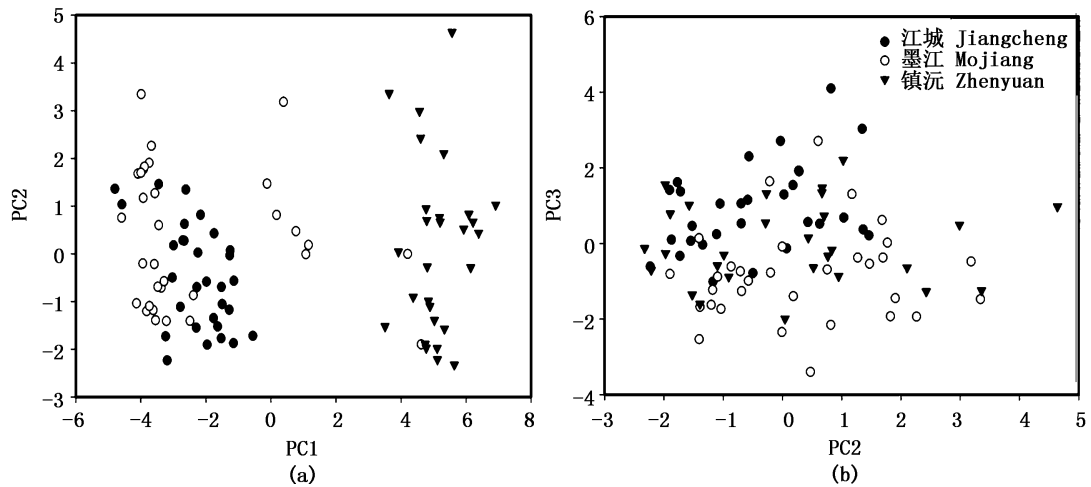 5
4
3
2
1
0
-1
-2
-3
PC2
-6 -4 -2 0 2 4 6 8
PC1
(a)
6
4
2
0
-2
-4
PC3
江城 Jiangcheng
墨江 Mojiang
镇沅 Zhenyuan
-3 -2 -1 0 1 2 3 4 5
PC2
(b)